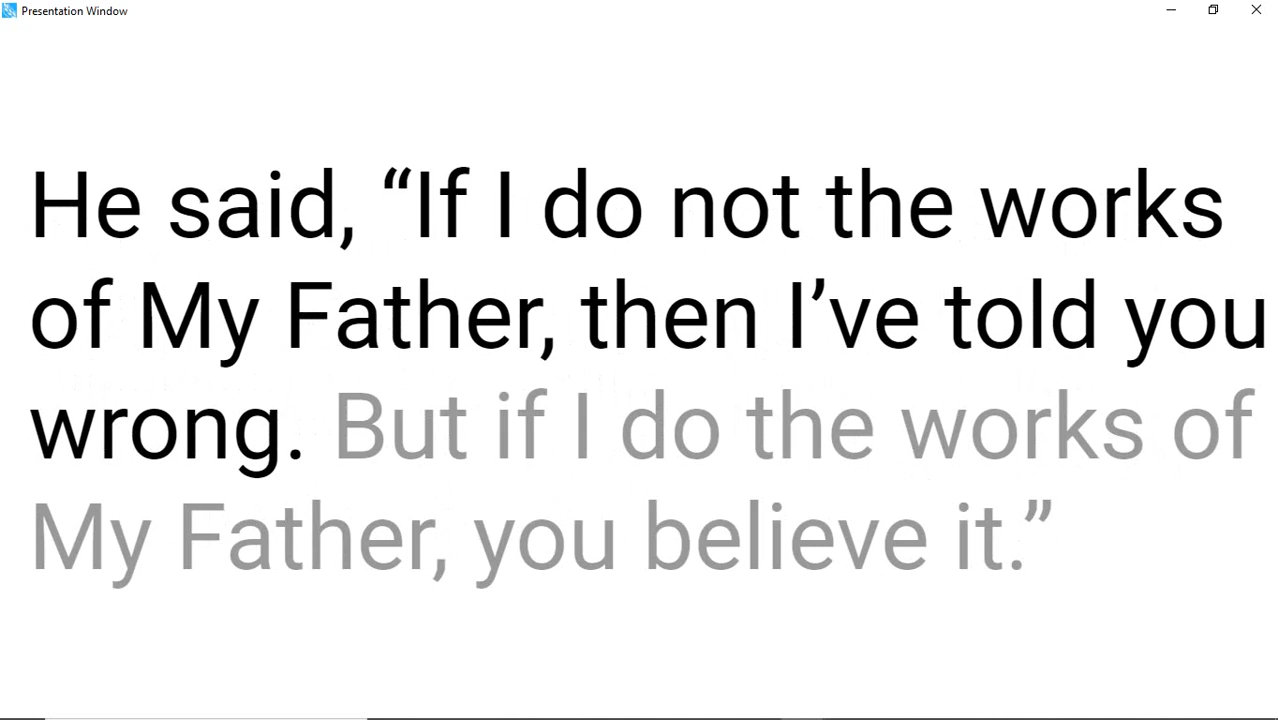 Presentation Window
He said, “If I do not the works
of My Father, then I’ve told you
wrong. But if I do the works of
My Father, you believe it.”